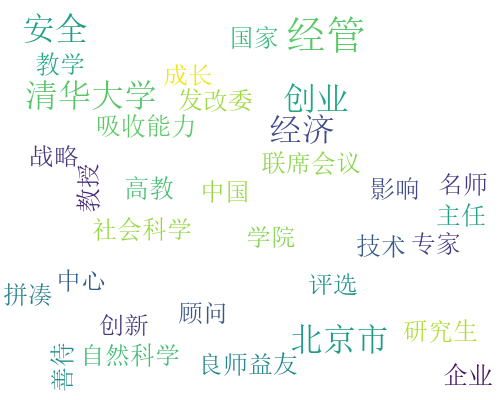 安全
国家
经管
教学
成长
清华大学
发改委
创业
吸收能力
经济
战略
联席会议
教授
高教
中国
影响
名师
主任
社会科学
学院
技术
专家
中心
拼凑
评选
创新
顾问
北京市
研究生
善待
自然科学
良师益友
企业